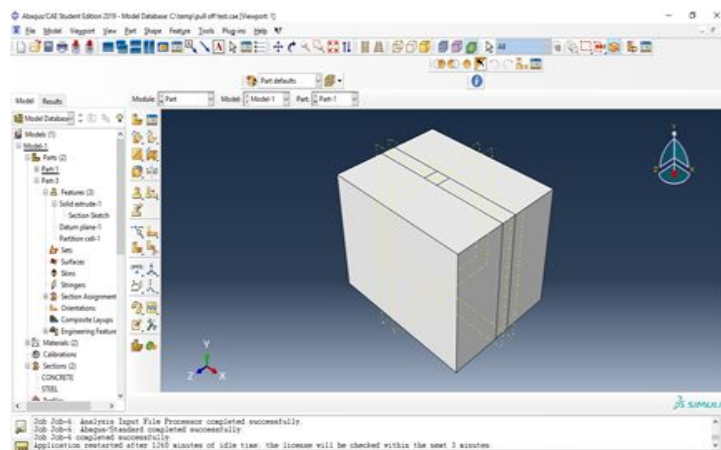 Abaqus/CAE Student Edition 2019 - Model Database: C:\temp\pull off test.cae [Viewport: 1]
File Model Viewport View Part Shape Feature Tools Plug-ins Help
All
Part defaults
Model Results
Module: Part Model: Model-1 Part: Part-1
Model Database
Models (1)
Model-1
Parts (2)
Part-1
Part-3
Features (3)
Solid extrude-1
Section Sketch
Datum plane-1
Partition cell-1
Sets
Surfaces
Skins
Stringers
Section Assignment
Orientations
Composite Layups
Engineering Feature
Materials (2)
Calibrations
Sections (2)
CONCRETE
STEEL
Y
Z X
SIMULI
Job Job-6: Analysis Input File Processor completed successfully.
Job Job-6: Abaqus/Standard completed successfully.
Job Job-6 completed successfully.
Application restarted after 1260 minutes of idle time; the license will be checked within the next 3 minutes.